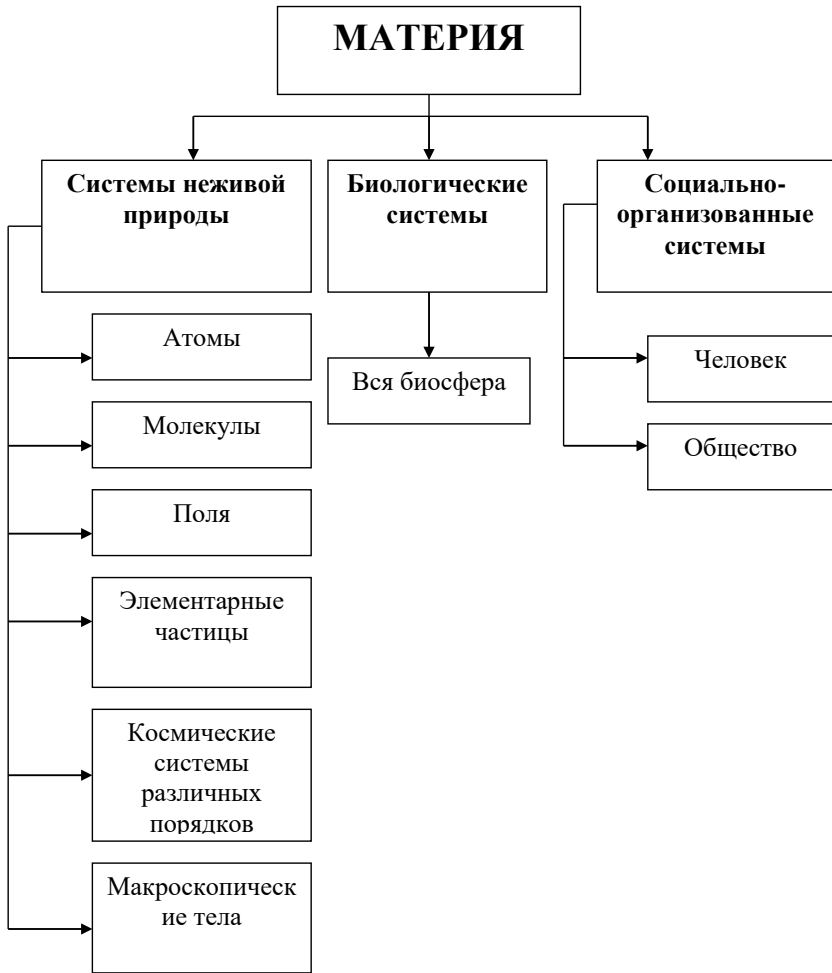 МАТЕРИЯ
Системы неживой
природы
Биологические
системы
Социально-
организованные
системы
Атомы
Молекулы
Поля
Элементарные
частицы
Космические
системы
различных
порядков
Макроскопическ
ие тела
Вся биосфера
Человек
Общество